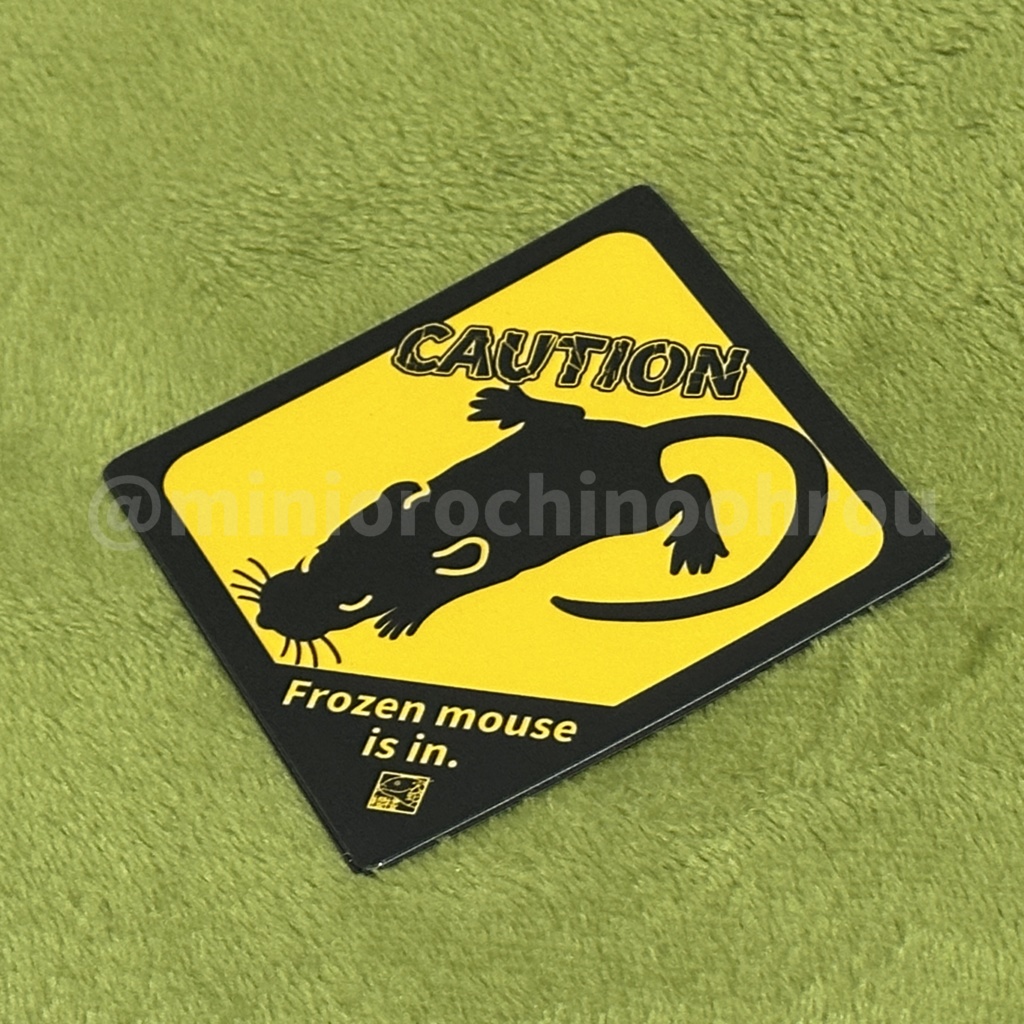 CAUTION
@miniorochinoohrou
Frozen mouse
is in.